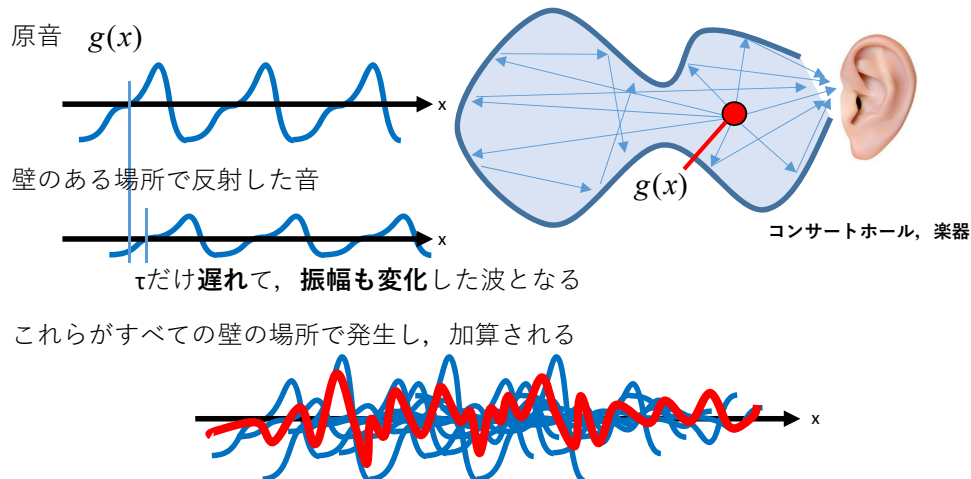 原音 g(x)
x
壁のある場所で反射した音
x
τだけ遅れて，振幅も変化した波となる
g(x)
コンサートホール，楽器
これらがすべての壁の場所で発生し，加算される
x